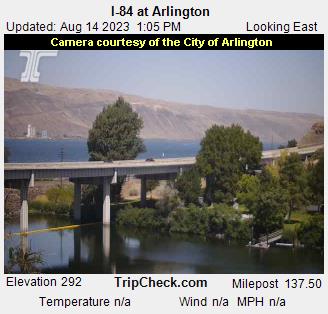 I-84 at Arlington
Updated: Aug 14 2023 1:05 PM Looking East
Camera courtesy of the City of Arlington
Elevation 292 TripCheck.com Milepost 137.50
Temperature n/a Wind n/a MPH n/a